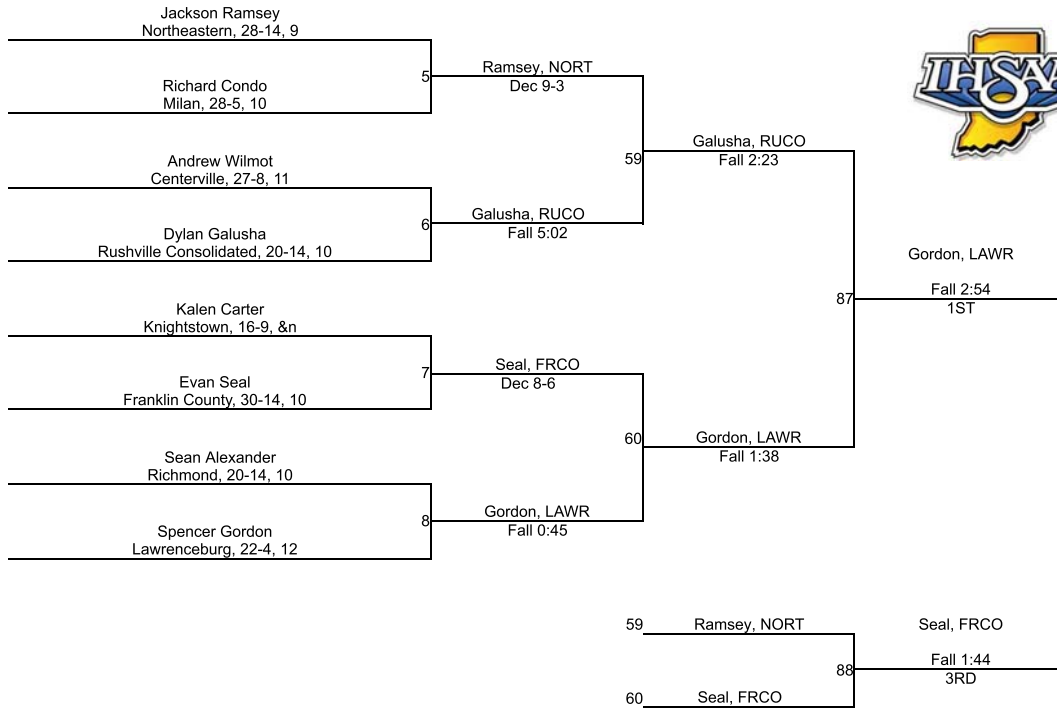 Jackson Ramsey
Northeastern, 28-14, 9
5
Richard Condo
Milan, 28-5, 10
Ramsey, NORT
Dec 9-3
Andrew Wilmot
Centerville, 27-8, 11
6
Dylan Galusha
Rushville Consolidated, 20-14, 10
Galusha, RUCO
Fall 5:02
59
Galusha, RUCO
Fall 2:23
Kalen Carter
Knightstown, 16-9, &n
7
Evan Seal
Franklin County, 30-14, 10
Seal, FRCO
Dec 8-6
Sean Alexander
Richmond, 20-14, 10
8
Spencer Gordon
Lawrenceburg, 22-4, 12
Gordon, LAWR
Fall 0:45
60
Gordon, LAWR
Fall 1:38
87
Gordon, LAWR
Fall 2:54
1ST
59
Ramsey, NORT
60
Seal, FRCO
88
Seal, FRCO
Fall 1:44
3RD
IHSAA